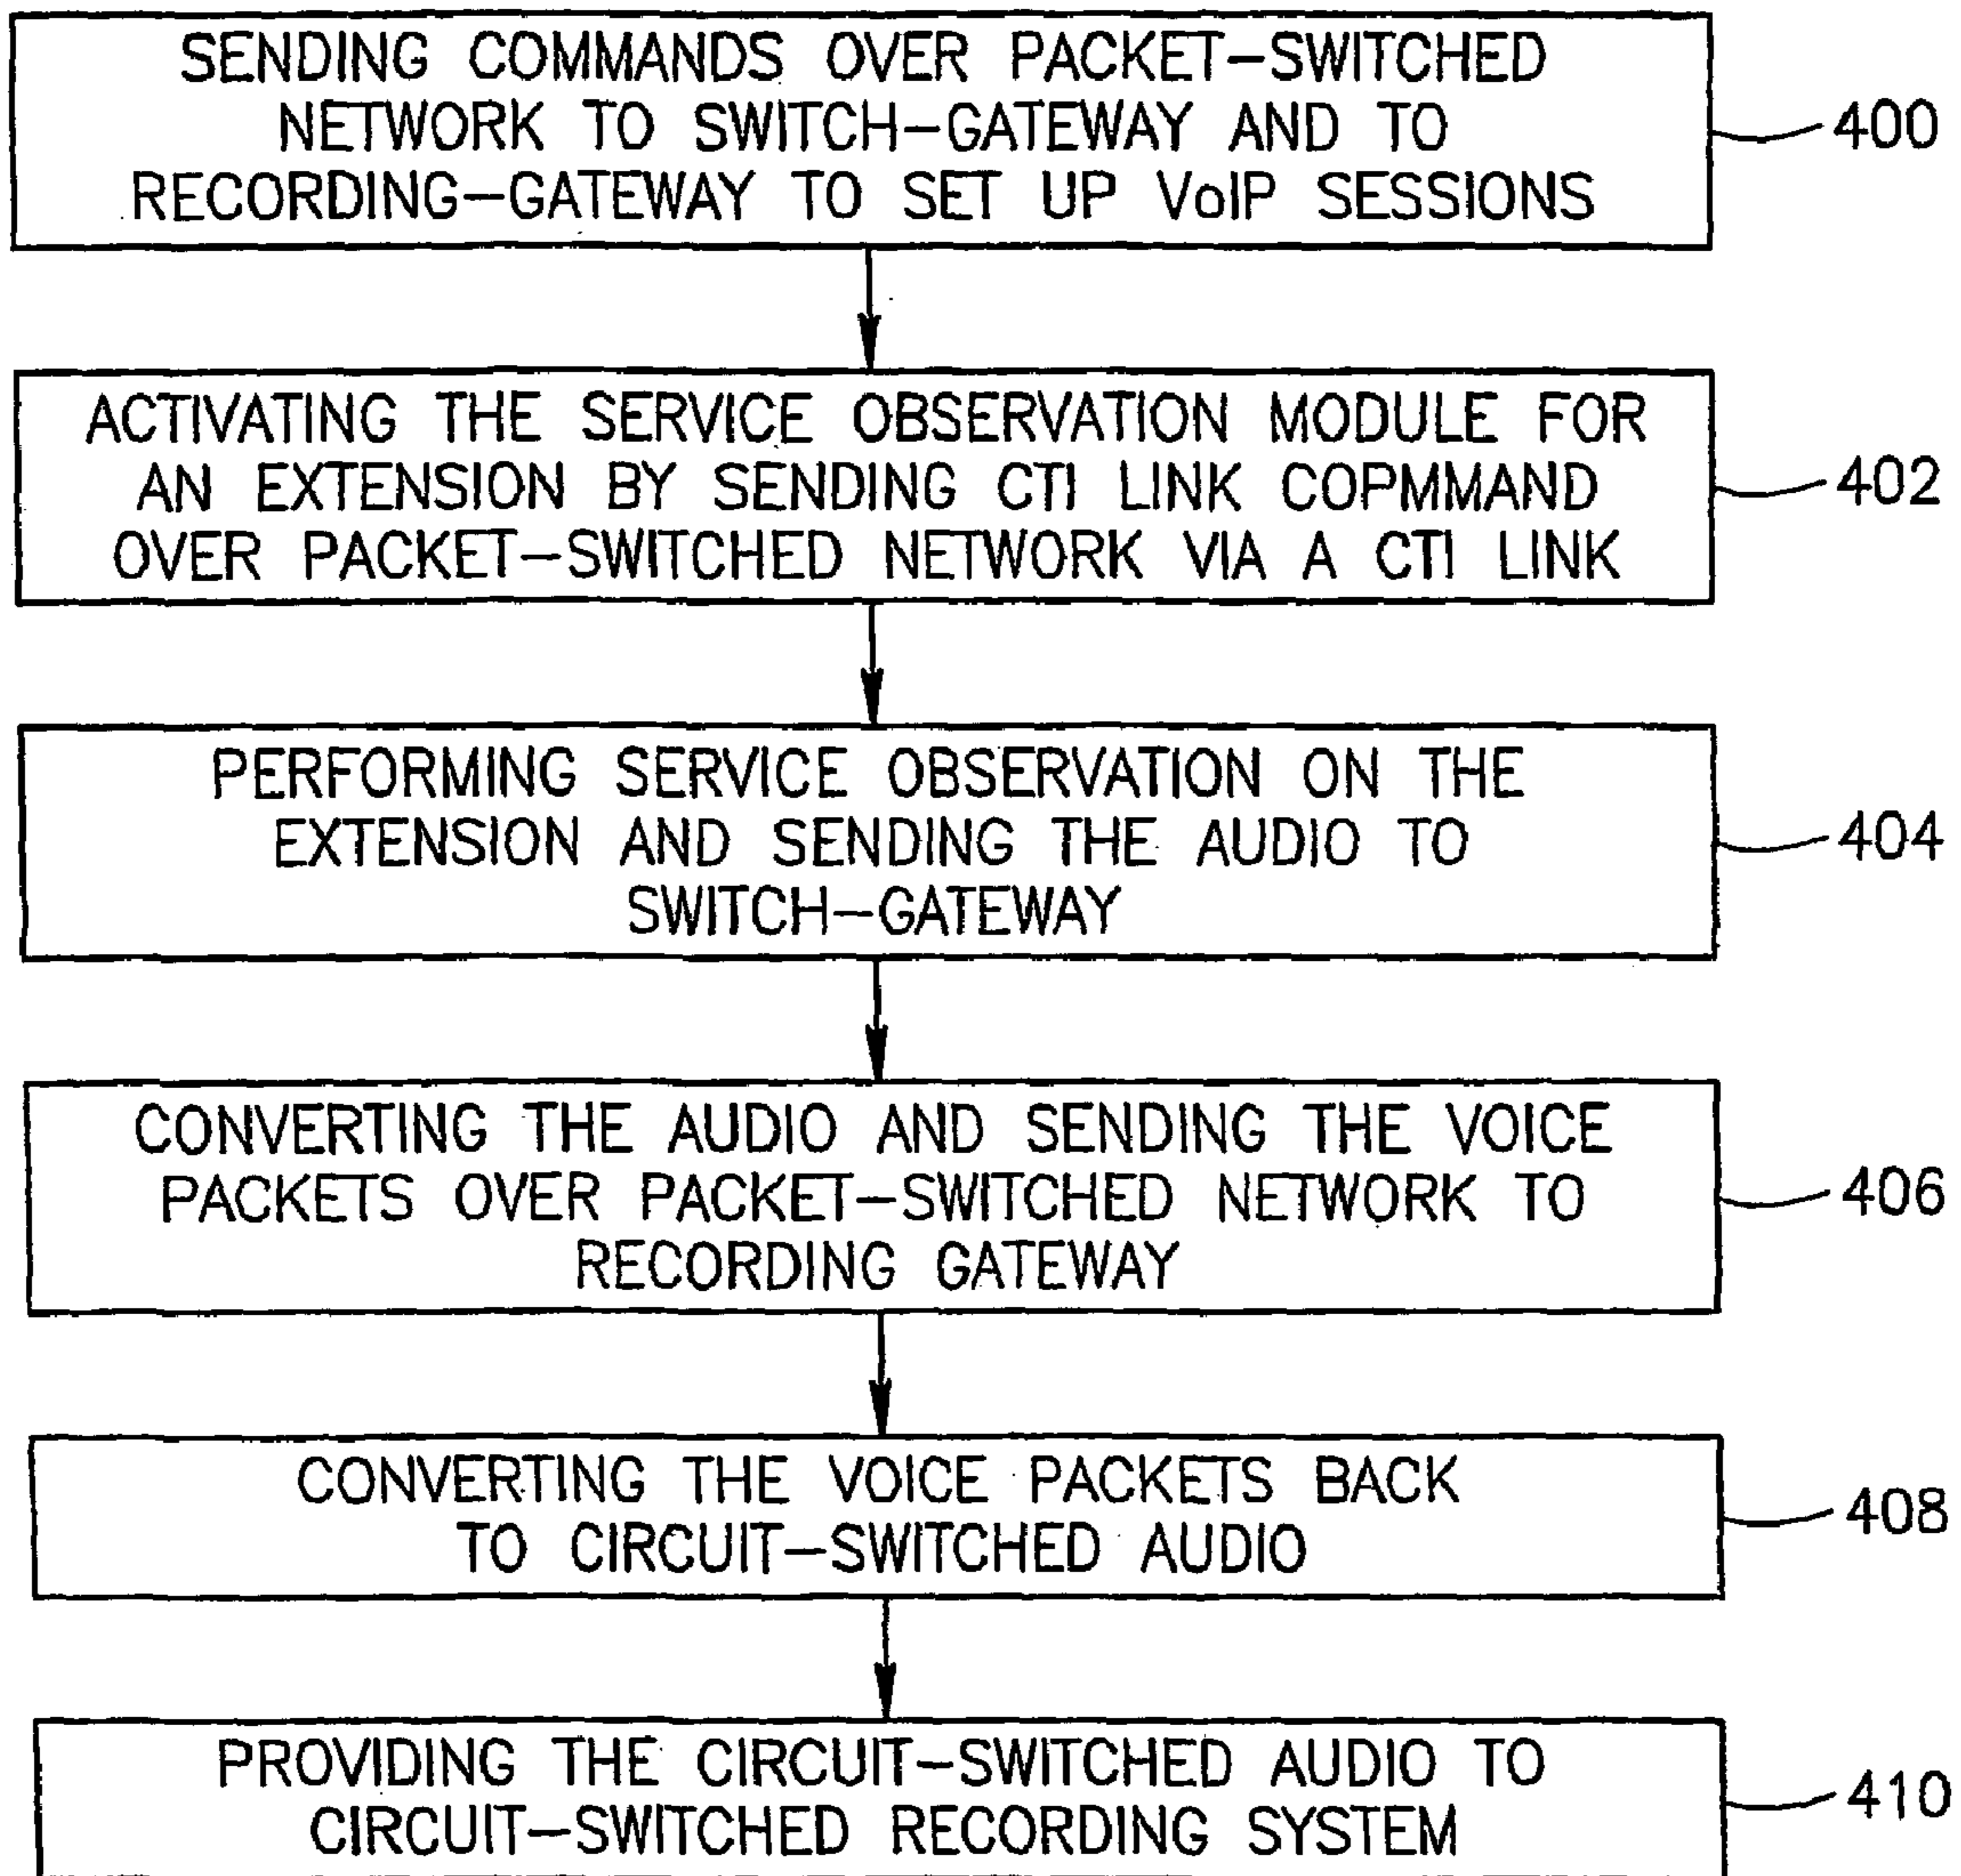 SENDING COMMANDS OVER PACKET-SWITCHED
NETWORK TO SWITCH-GATEWAY AND TO
RECORDING-GATEWAY TO SET UP VoIP SESSIONS
400
ACTIVATING THE SERVICE OBSERVATION MODULE FOR
AN EXTENSION BY SENDING CTI LINK COPMMAND
OVER PACKET-SWITCHED NETWORK VIA A CTI LINK
402
PERFORMING SERVICE OBSERVATION ON THE
EXTENSION AND SENDING THE AUDIO TO
SWITCH-GATEWAY
404
CONVERTING THE AUDIO AND SENDING THE VOICE
PACKETS OVER PACKET-SWITCHED NETWORK TO
RECORDING GATEWAY
406
CONVERTING THE VOICE PACKETS BACK
TO CIRCUIT-SWITCHED AUDIO
408
PROVIDING THE CIRCUIT-SWITCHED AUDIO TO
CIRCUIT-SWITCHED RECORDING SYSTEM
410